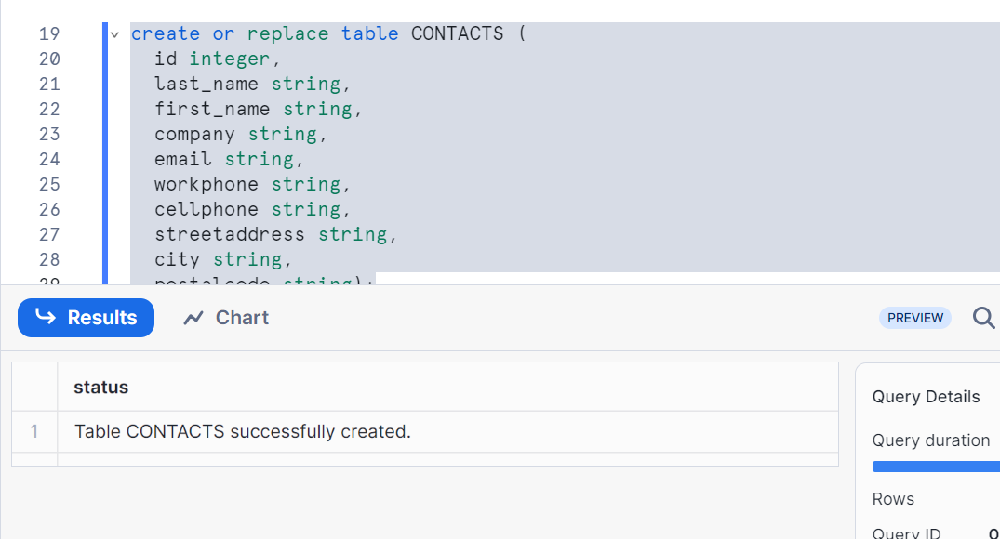 19 create or replace table CONTACTS (
20 id integer,
21 last_name string,
22 first_name string,
23 company string,
24 email string,
25 workphone string,
26 cellphone string,
27 streetaddress string,
28 city string,
29 postalcode string);
Results Chart PREVIEW
status
1 Table CONTACTS successfully created.
Query Details
Query duration
Rows
Query ID 0